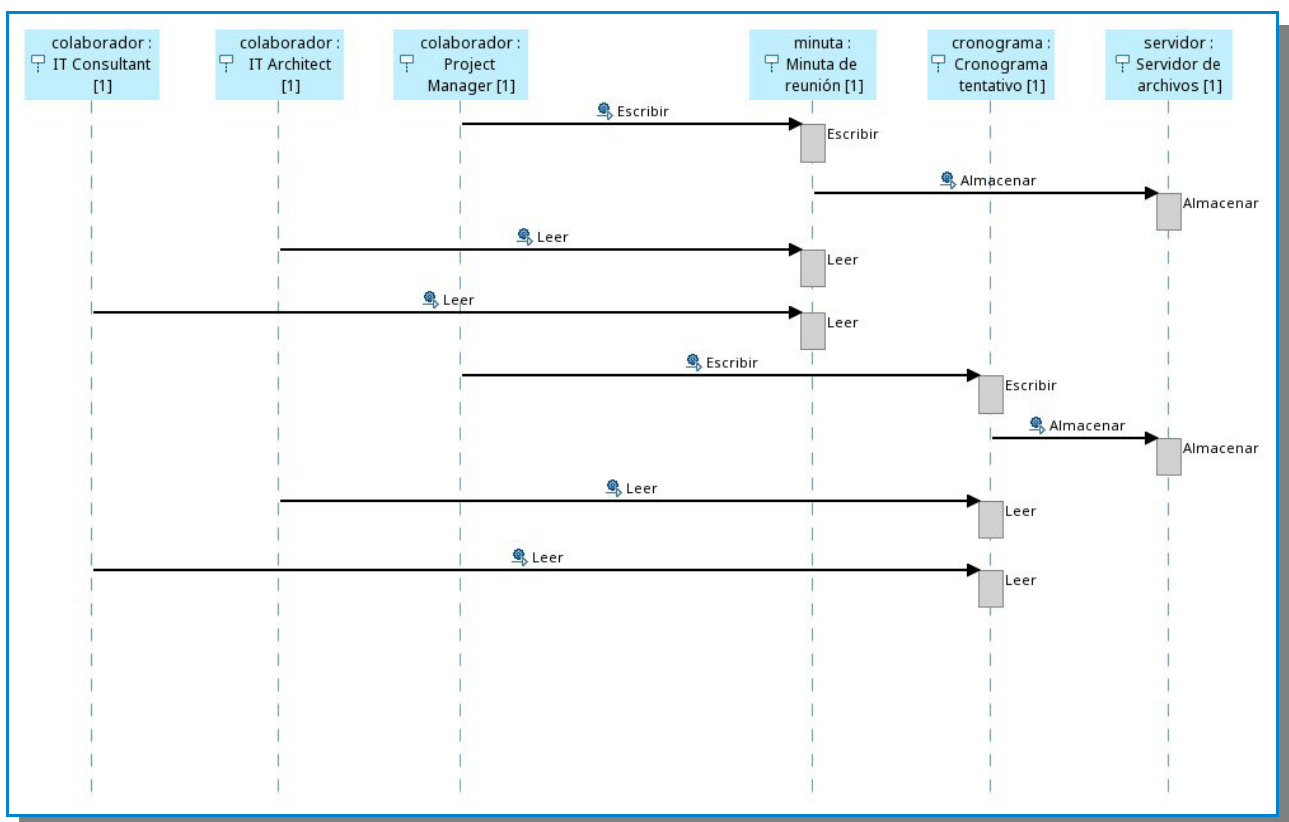 colaborador :
IT Consultant
[1]
colaborador :
IT Architect
[1]
colaborador :
Project
Manager [1]
minuta :
Minuta de
reunión [1]
cronograma :
Cronograma
tentativo [1]
servidor :
Servidor de
archivos [1]
Escribir
Escribir
Almacenar
Almacenar
Leer
Leer
Leer
Leer
Escribir
Escribir
Almacenar
Almacenar
Leer
Leer
Leer
Leer